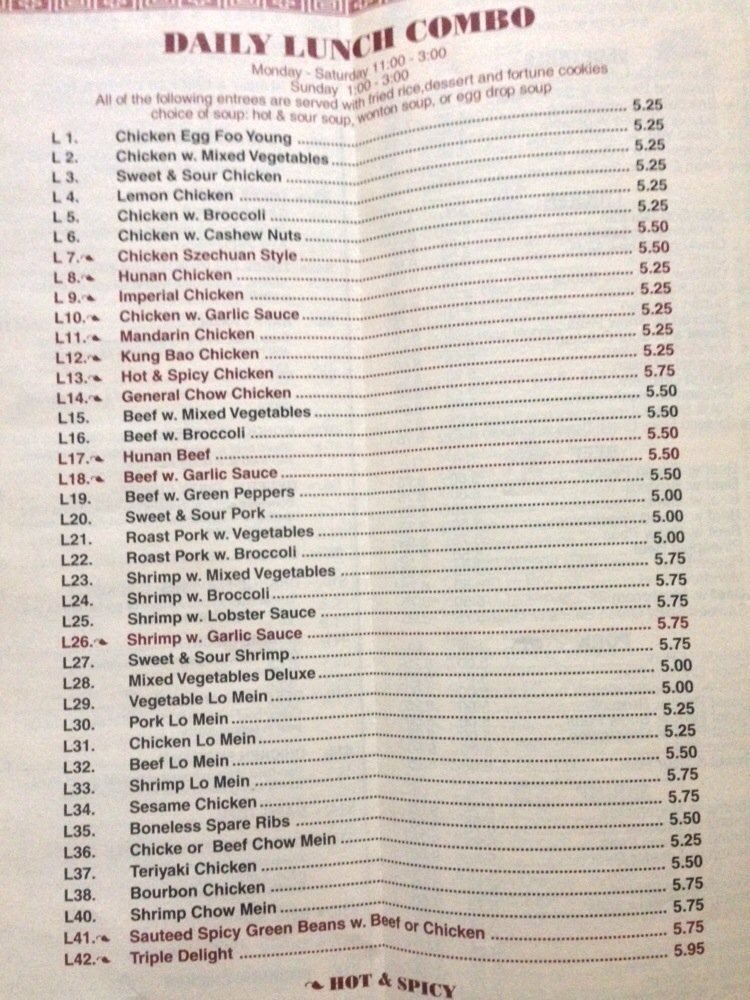 DAILY LUNCH COMBO
Monday - Saturday 11:00 - 3:00
Sunday 1:00 - 3:00
All of the following entrees are served with fried rice,dessert and fortune cookies
choice of soup: hot & sour soup, wonton soup, or egg drop soup
L 1. Chicken Egg Foo Young 5.25
L 2. Chicken w. Mixed Vegetables 5.25
L 3. Sweet & Sour Chicken 5.25
L 4. Lemon Chicken 5.25
L 5. Chicken w. Broccoli 5.25
L 6. Chicken w. Cashew Nuts 5.25
L 7. Chicken Szechuan Style 5.50
L 8. Hunan Chicken 5.50
L 9. Imperial Chicken 5.25
L10. Chicken w. Garlic Sauce 5.25
L11. Mandarin Chicken 5.25
L12. Kung Bao Chicken 5.25
L13. Hot & Spicy Chicken 5.25
L14. General Chow Chicken 5.75
L15. Beef w. Mixed Vegetables 5.50
L16. Beef w. Broccoli 5.50
L17. Hunan Beef 5.50
L18. Beef w. Garlic Sauce 5.50
L19. Beef w. Green Peppers 5.50
L20. Sweet & Sour Pork 5.00
L21. Roast Pork w. Vegetables 5.00
L22. Roast Pork w. Broccoli 5.00
L23. Shrimp w. Mixed Vegetables 5.75
L24. Shrimp w. Broccoli 5.75
L25. Shrimp w. Lobster Sauce 5.75
L26. Shrimp w. Garlic Sauce 5.75
L27. Sweet & Sour Shrimp 5.75
L28. Mixed Vegetables Deluxe 5.00
L29. Vegetable Lo Mein 5.00
L30. Pork Lo Mein 5.25
L31. Chicken Lo Mein 5.25
L32. Beef Lo Mein 5.50
L33. Shrimp Lo Mein 5.75
L34. Sesame Chicken 5.75
L35. Boneless Spare Ribs 5.50
L36. Chicke or Beef Chow Mein 5.25
L37. Teriyaki Chicken 5.50
L38. Bourbon Chicken 5.75
L40. Shrimp Chow Mein 5.75
L41. Sauteed Spicy Green Beans w. Beef or Chicken 5.75
L42. Triple Delight 5.95
HOT & SPICY